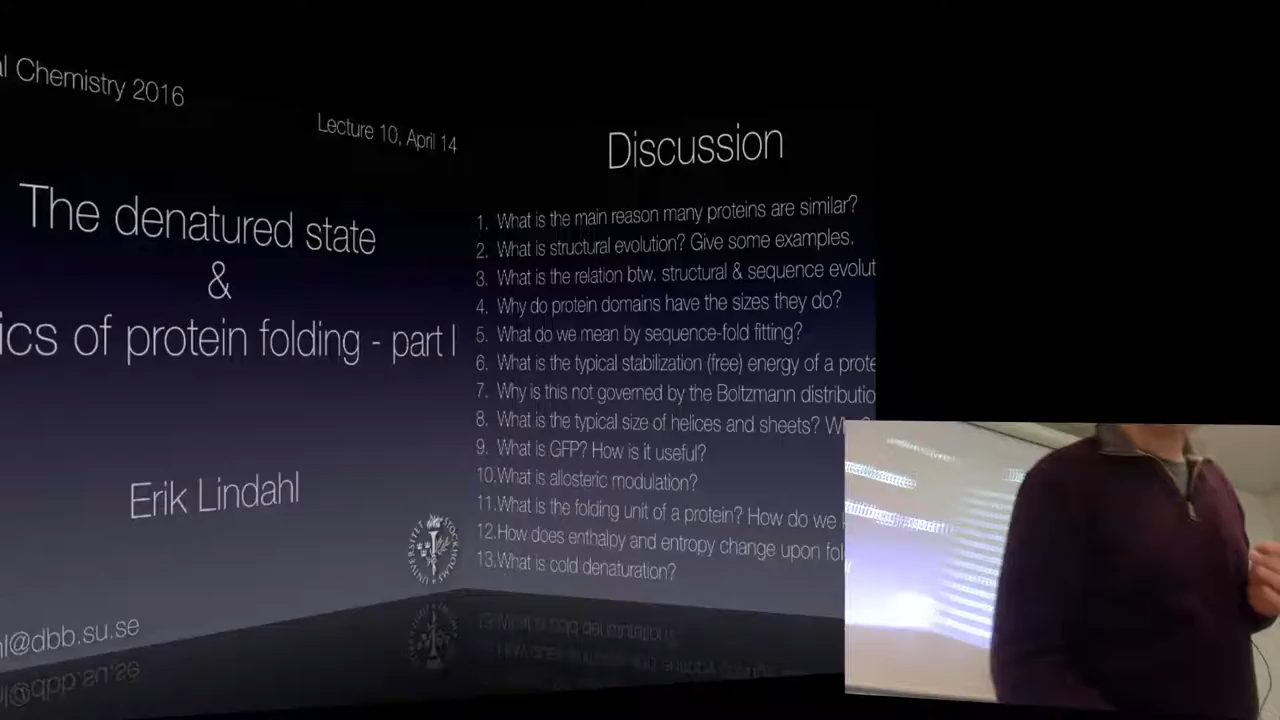 al Chemistry 2016
Lecture 10, April 14
The denatured state
&
ics of protein folding - part I
Erik Lindahl
hl@dbb.su.se
Discussion
1. What is the main reason many proteins are similar?
2. What is structural evolution? Give some examples.
3. What is the relation btw. structural & sequence evolut
4. Why do protein domains have the sizes they do?
5. What do we mean by sequence-fold fitting?
6. What is the typical stabilization (free) energy of a prote
7. Why is this not governed by the Boltzmann distributio
8. What is the typical size of helices and sheets?
9. What is GFP? How is it useful?
10. What is allosteric modulation?
11. What is the folding unit of a protein? How do we
12. How does enthalpy and entropy change upon fol
13. What is cold denaturation?